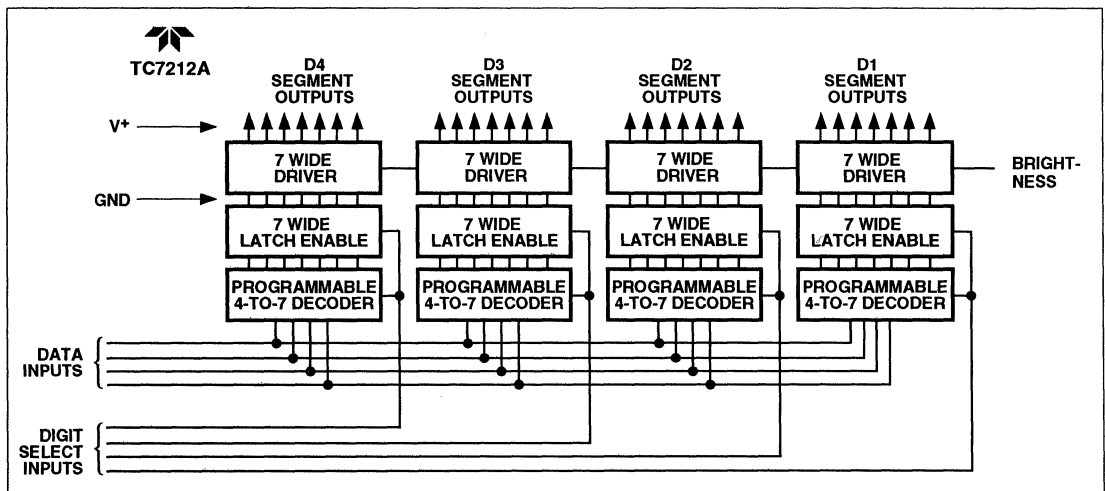 TC7212A
D4
SEGMENT
OUTPUTS
D3
SEGMENT
OUTPUTS
D2
SEGMENT
OUTPUTS
D1
SEGMENT
OUTPUTS
V+
7 WIDE
DRIVER
7 WIDE
DRIVER
7 WIDE
DRIVER
7 WIDE
DRIVER
BRIGHT-
NESS
GND
7 WIDE
LATCH ENABLE
7 WIDE
LATCH ENABLE
7 WIDE
LATCH ENABLE
7 WIDE
LATCH ENABLE
PROGRAMMABLE
4-TO-7 DECODER
PROGRAMMABLE
4-TO-7 DECODER
PROGRAMMABLE
4-TO-7 DECODER
PROGRAMMABLE
4-TO-7 DECODER
DATA
INPUTS
DIGIT
SELECT
INPUTS